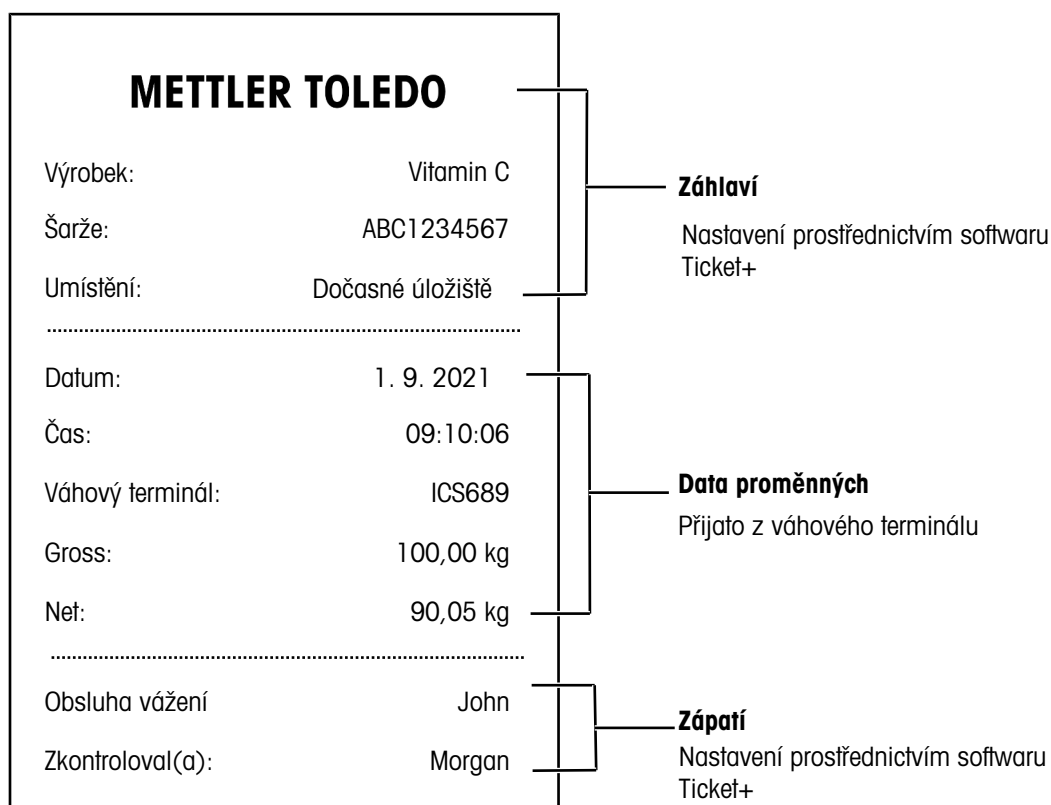 METTLER TOLEDO
Výrobek: Vitamin C
Šarže: ABC1234567
Umístění: Dočasné úložiště
Datum: 1. 9. 2021
Čas: 09:10:06
Váhový terminál: ICS689
Gross: 100,00 kg
Net: 90,05 kg
Obsluha vážení John
Zkontroloval(a): Morgan
Záhlaví
Nastavení prostřednictvím softwaru
Ticket+
Data proměnných
Přijato z váhového terminálu
Zápatí
Nastavení prostřednictvím softwaru
Ticket+